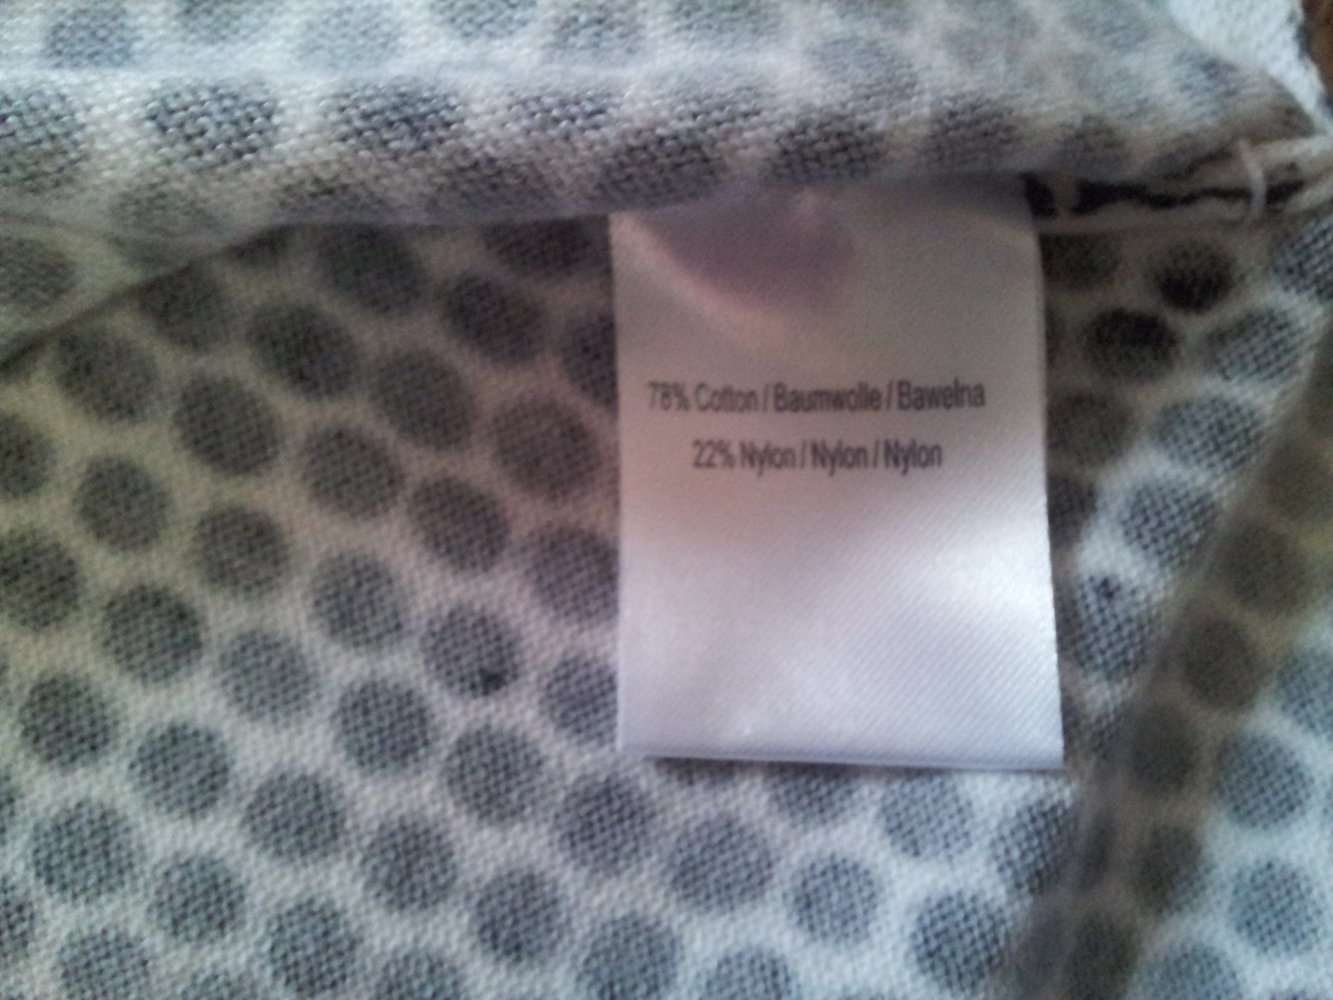 78% Cotton / Baumwolle / Bawełna
22% Nylon / Nylon / Nylon